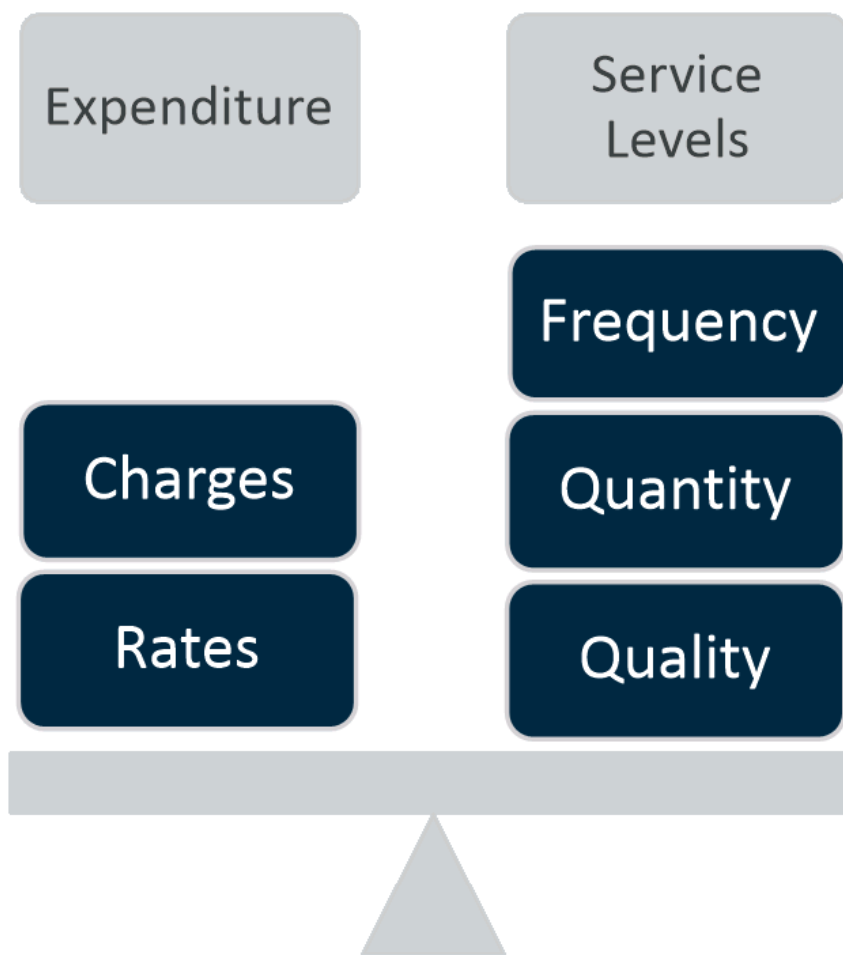 Expenditure
Service
Levels
Frequency
Charges
Quantity
Rates
Quality